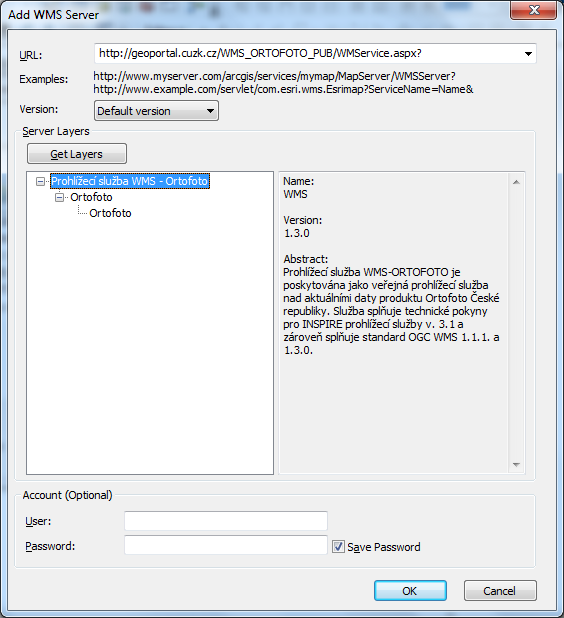 Add WMS Server
URL: http://geoportal.cuzk.cz/WMS_ORTOFOTO_PUB/WMService.aspx?
Examples: http://www.myserver.com/arcgis/services/mymap/MapServer/WMSServer?
http://www.example.com/servlet/com.esri.wms.Esrimap?ServiceName=Name&
Version: Default version
Server Layers
Get Layers
Prohlížecí služba WMS - Ortofoto
Ortofoto
Ortofoto
Name:
WMS
Version:
1.3.0
Abstract:
Prohlížecí služba WMS-ORTOFOTO je
poskytována jako veřejná prohlížecí služba
nad aktuálními daty produktu Ortofoto České
republiky. Služba splňuje technické pokyny
pro INSPIRE prohlížecí služby v. 3.1 a
zároveň splňuje standard OGC WMS 1.1.1. a
1.3.0.
Account (Optional)
User:
Password:
Save Password
OK
Cancel